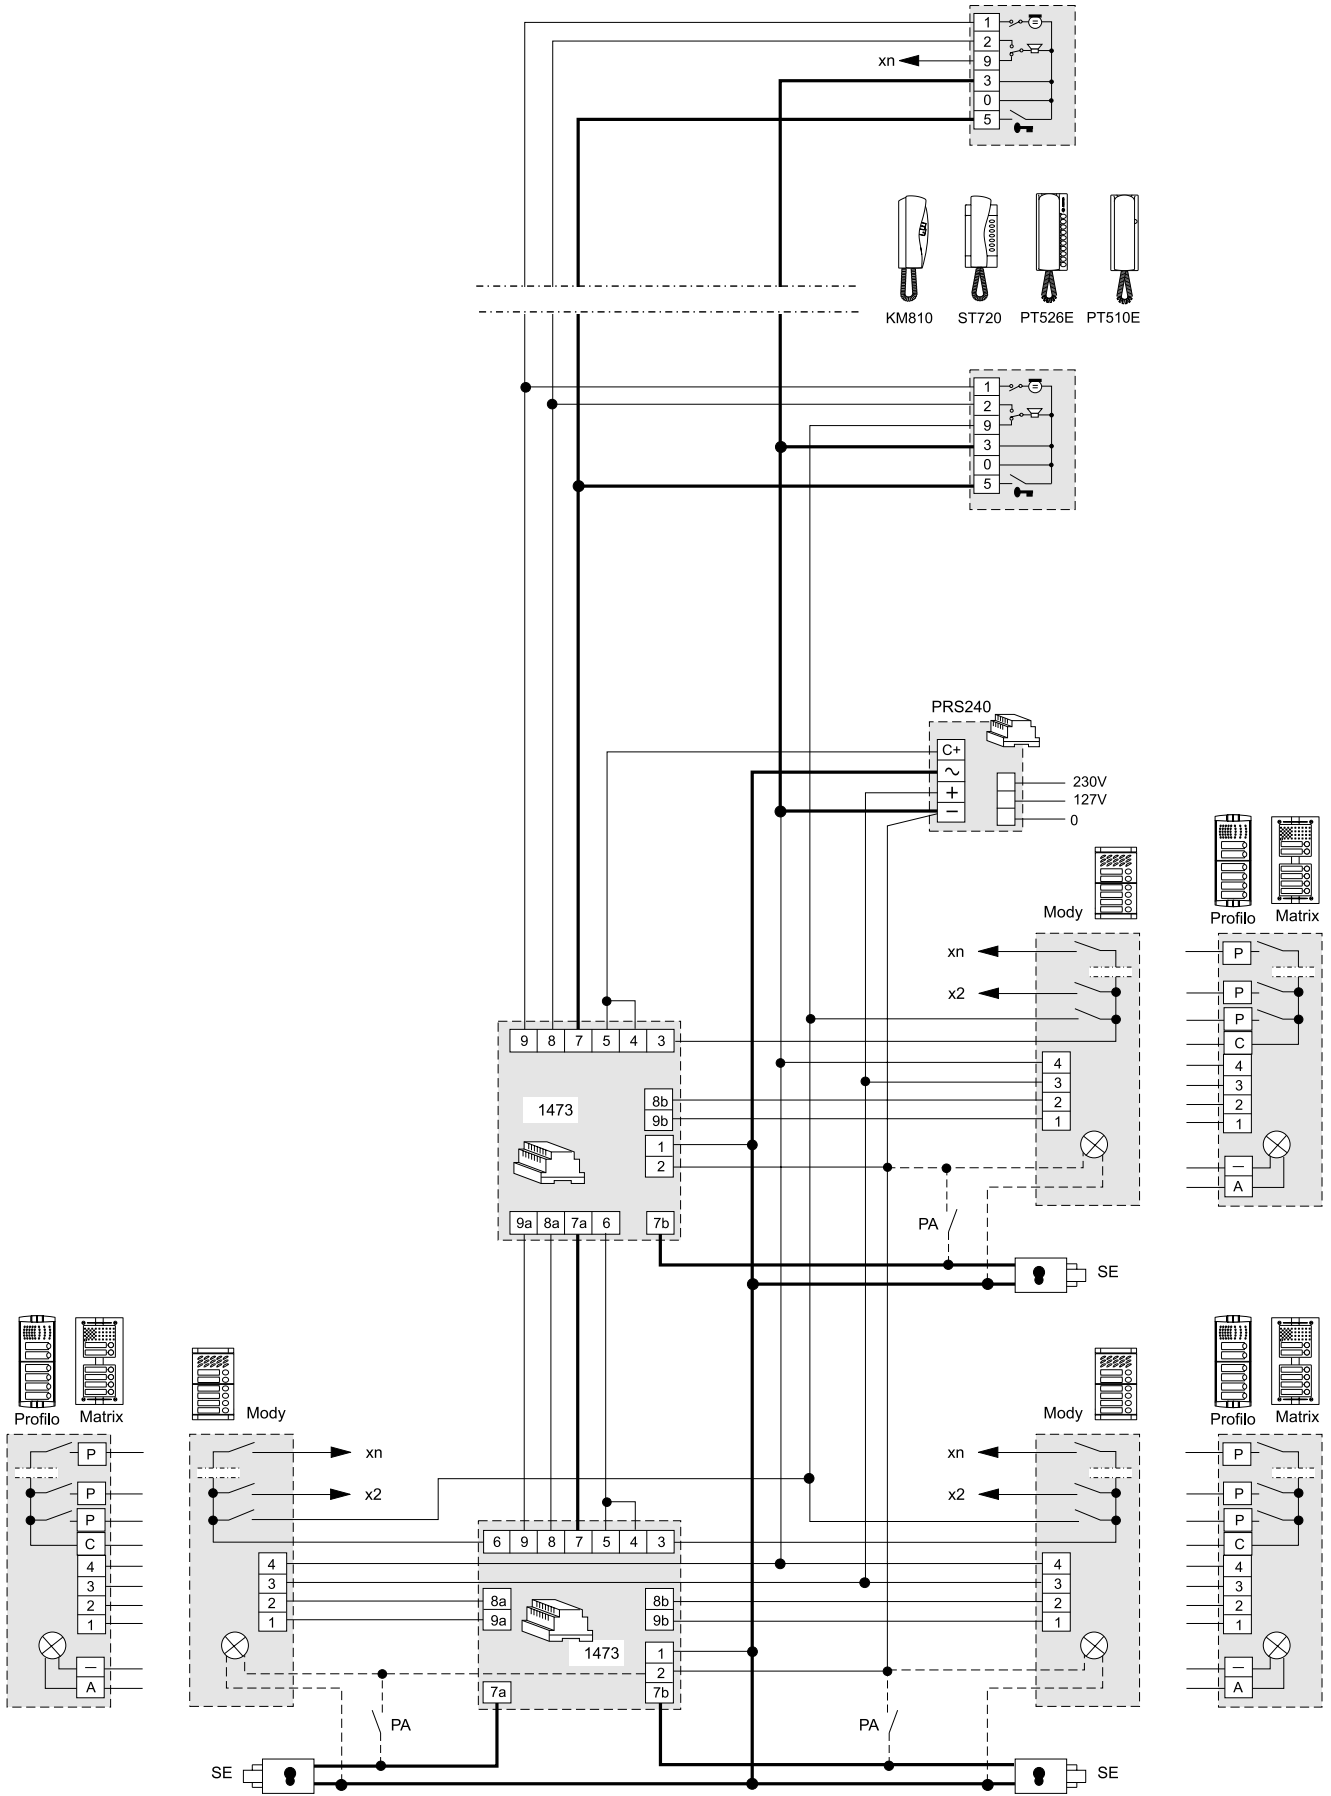 1
2
xn 9
3
0
5
KM810 ST720 PT526E PT510E
1
2
9
3
0
5
PRS240
C+
~
+
−
230V
127V
0
Mody
Profilo Matrix
xn
x2
9 8 7 5 4 3
8b
9b
1
2
1473
9a 8a 7a 6 7b
4
3
2
1
P
P
P
C
4
3
2
1
—
A
PA
SE
Profilo Matrix
Mody
Mody
Profilo Matrix
P
P
P
C
4
3
2
1
—
A
xn
x2
4
3
2
1
6 9 8 7 5 4 3
8a
9a
8b
9b
1473
1
2
7b
7a
xn
x2
4
3
2
1
P
P
P
C
4
3
2
1
—
A
PA
PA
SE
SE